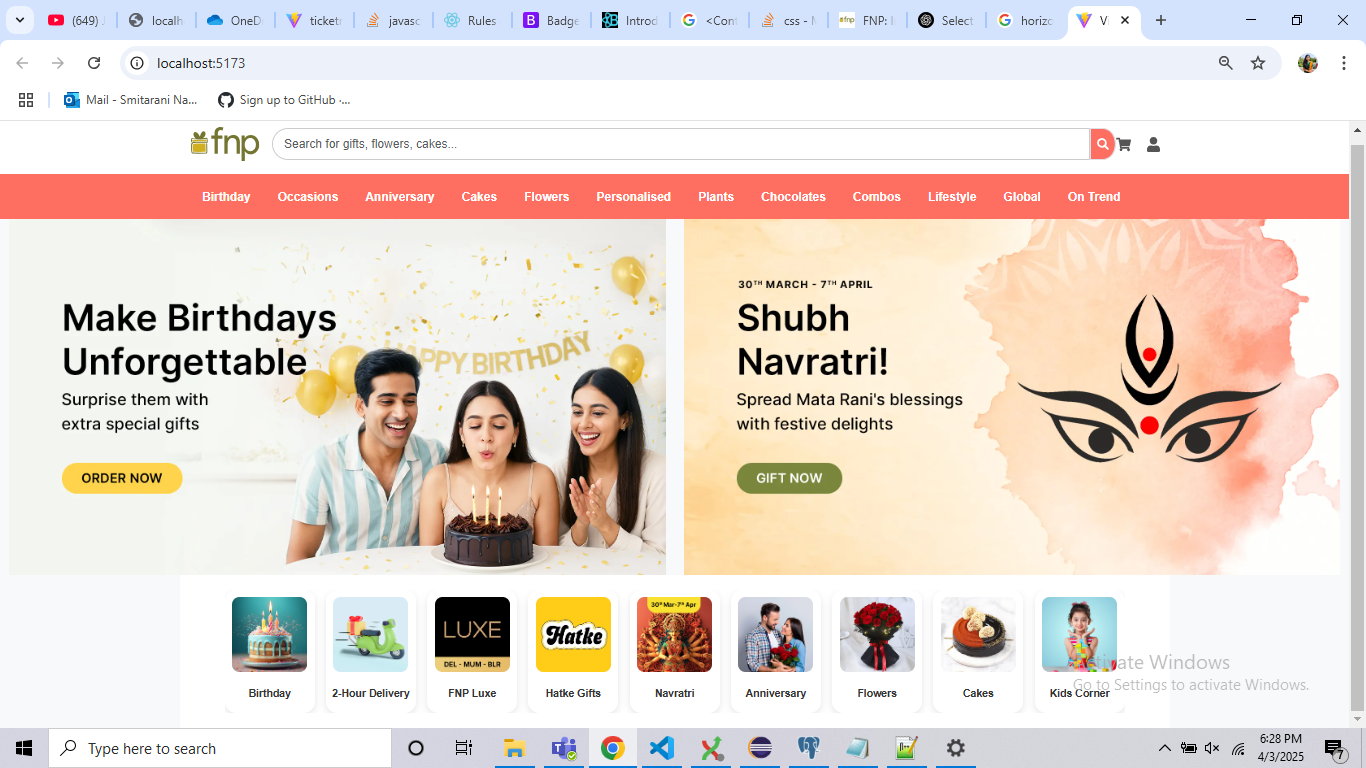 (649) J
localh
OneD
ticketF
javasc
Rules
Badge
Introd
<Cont
css - M
FNP: I
Select
horizo
Vi
localhost:5173
Mail - Smitarani Na...
Sign up to GitHub ·...
fnp
Search for gifts, flowers, cakes...
Birthday
Occasions
Anniversary
Cakes
Flowers
Personalised
Plants
Chocolates
Combos
Lifestyle
Global
On Trend
HAPPY BIRTHDAY
Make Birthdays
Unforgettable
Surprise them with
extra special gifts
ORDER NOW
30TH MARCH - 7TH APRIL
Shubh
Navratri!
Spread Mata Rani's blessings
with festive delights
GIFT NOW
LUXE
DEL - MUM - BLR
Hatke
30th Mar-7th Apr
Birthday
2-Hour Delivery
FNP Luxe
Hatke Gifts
Navratri
Anniversary
Flowers
Cakes
Kids Corner
Activate Windows
Go to Settings to activate Windows.
Type here to search
6:28 PM
4/3/2025
7